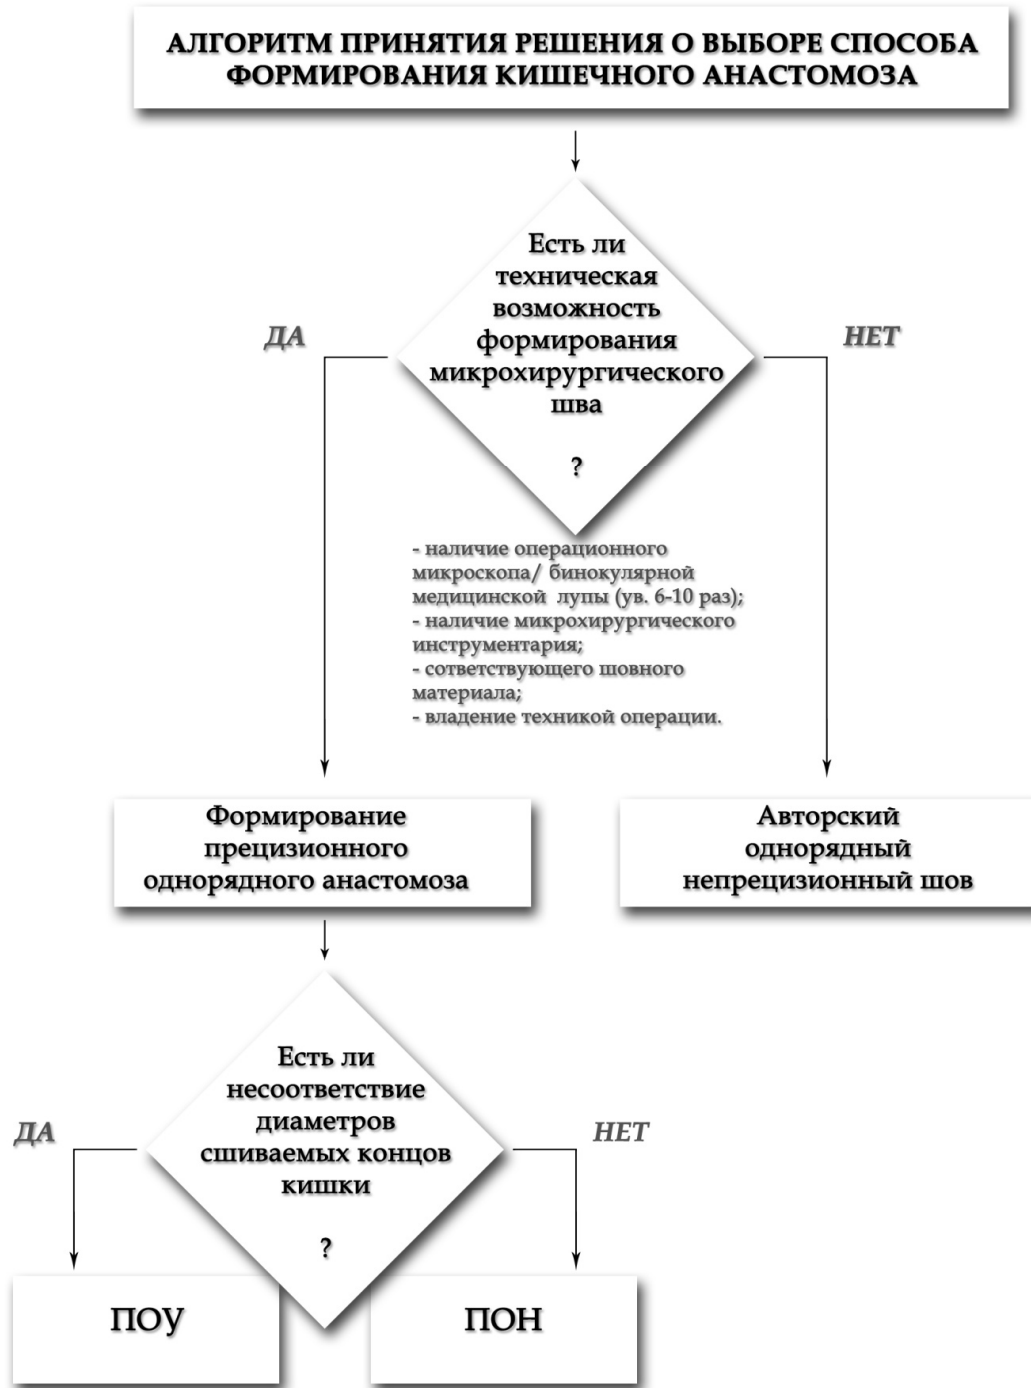 АЛГОРИТМ ПРИНЯТИЯ РЕШЕНИЯ О ВЫБОРЕ СПОСОБА
ФОРМИРОВАНИЯ КИШЕЧНОГО АНАСТОМОЗА
Есть ли
техническая
возможность
формирования
микрохирургического
шва
?
ДА
НЕТ
- наличие операционного
микроскопа/ бинокулярной
медицинской лупы (ув. 6-10 раз);
- наличие микрохирургического
инструментария;
- сответствующего шовного
материала;
- владение техникой операции.
Формирование
прецизионного
однорядного анастомоза
Авторский
однорядный
непрецизионный шов
Есть ли
несоответствие
диаметров
сшиваемых концов
кишки
?
ДА
НЕТ
ПОУ
ПОН